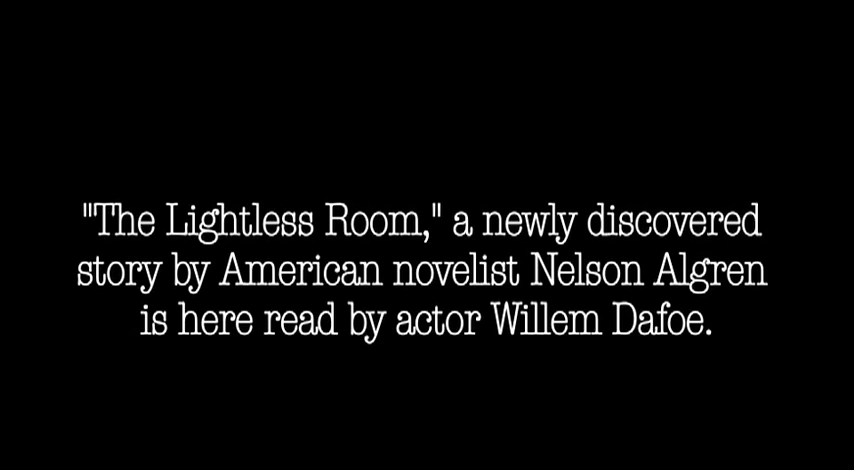 "The Lightless Room," a newly discovered
story by American novelist Nelson Algren
is here read by actor Willem Dafoe.